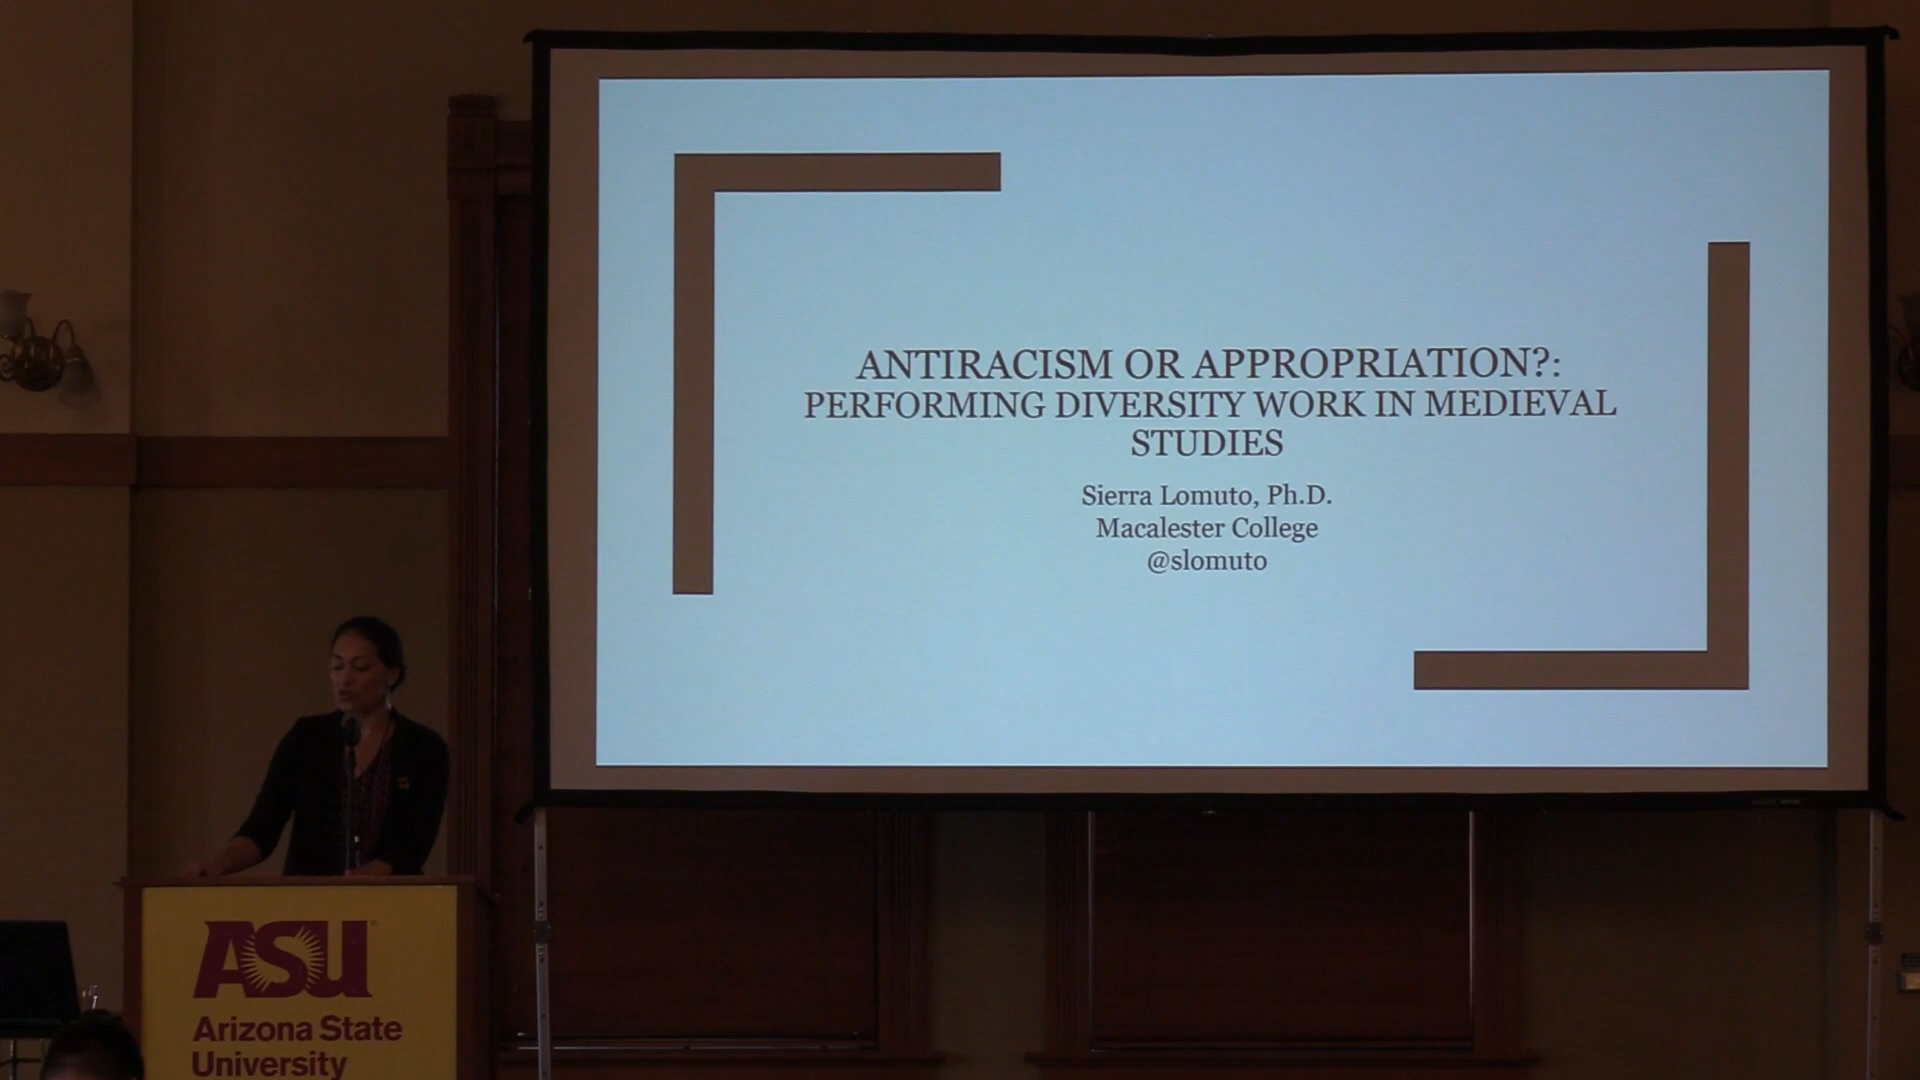 ANTIRACISM OR APPROPRIATION?:
PERFORMING DIVERSITY WORK IN MEDIEVAL
STUDIES
Sierra Lomuto, Ph.D.
Macalester College
@slomuto
ASU
Arizona State
University